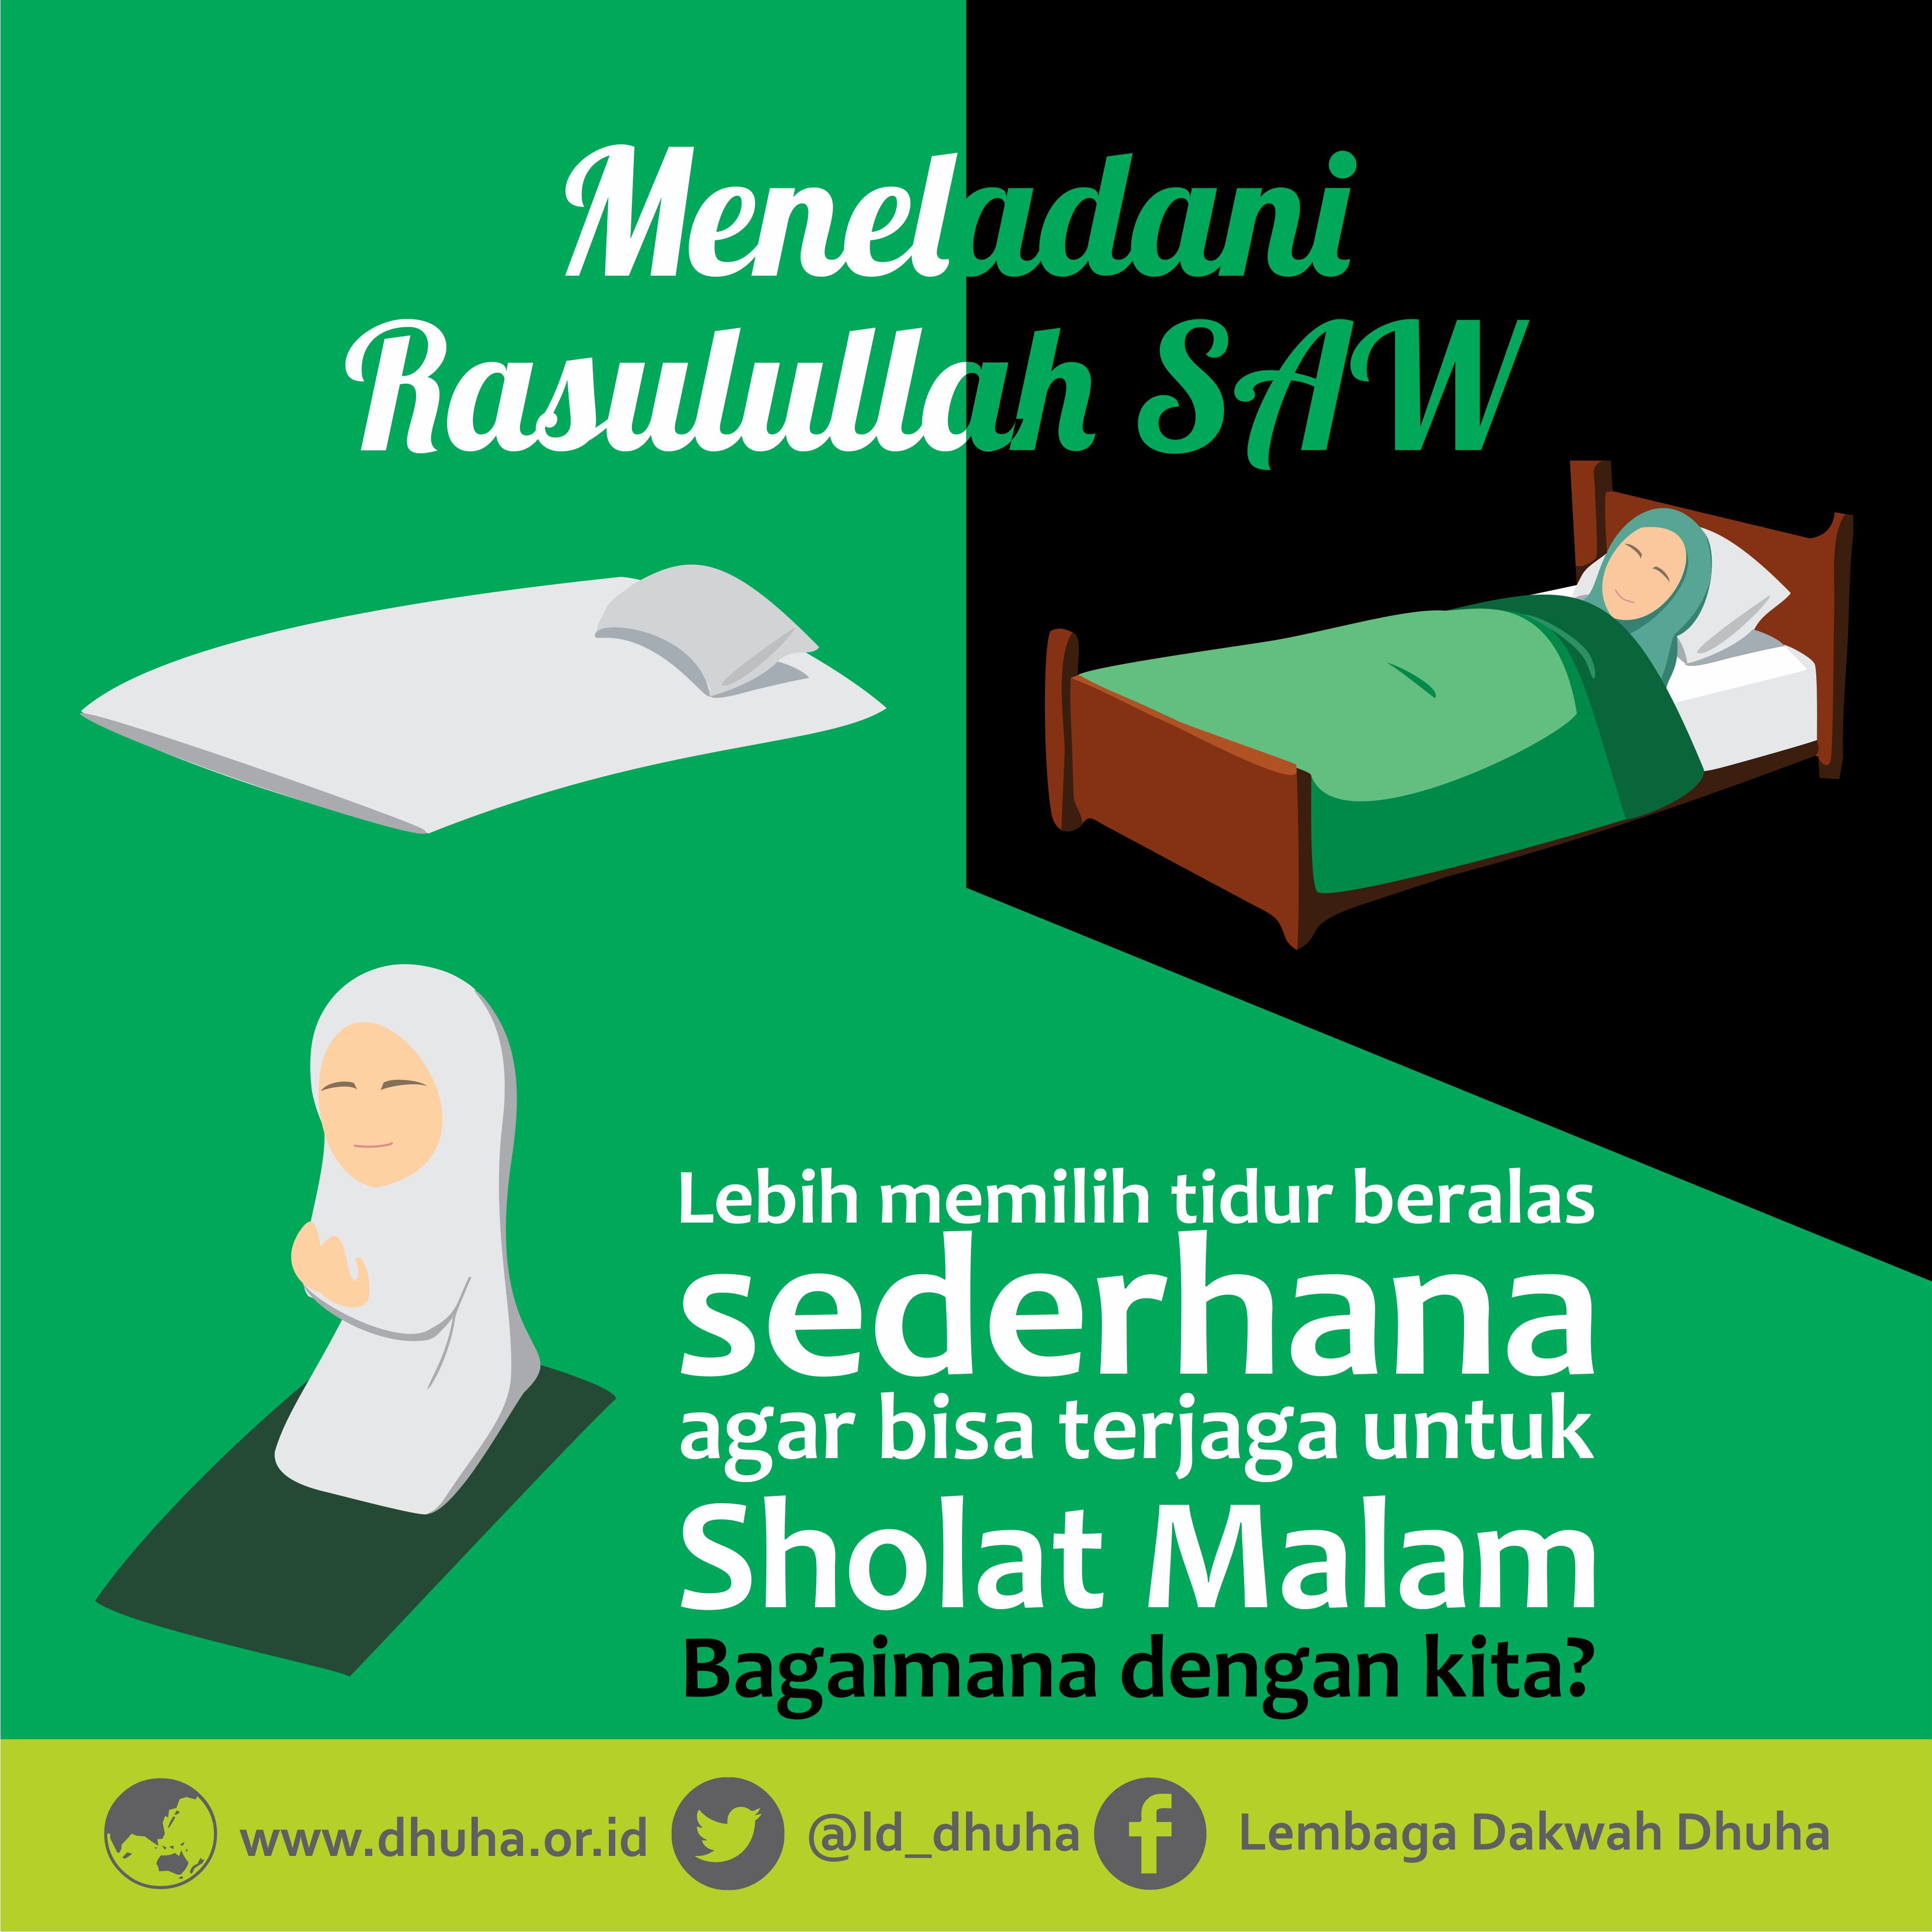 Meneladani
Rasulullah SAW
Lebih memilih tidur beralas
sederhana
agar bisa terjaga untuk
Sholat Malam
Bagaimana dengan kita?
www.dhuha.or.id
@ld_dhuha
Lembaga Dakwah Dhuha